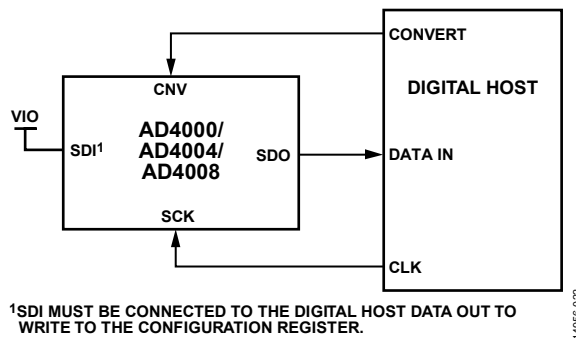 CONVERT
CNV
DIGITAL HOST
VIO
SDI¹
AD4000/
AD4004/
AD4008
SDO
DATA IN
SCK
CLK
¹SDI MUST BE CONNECTED TO THE DIGITAL HOST DATA OUT TO
WRITE TO THE CONFIGURATION REGISTER.